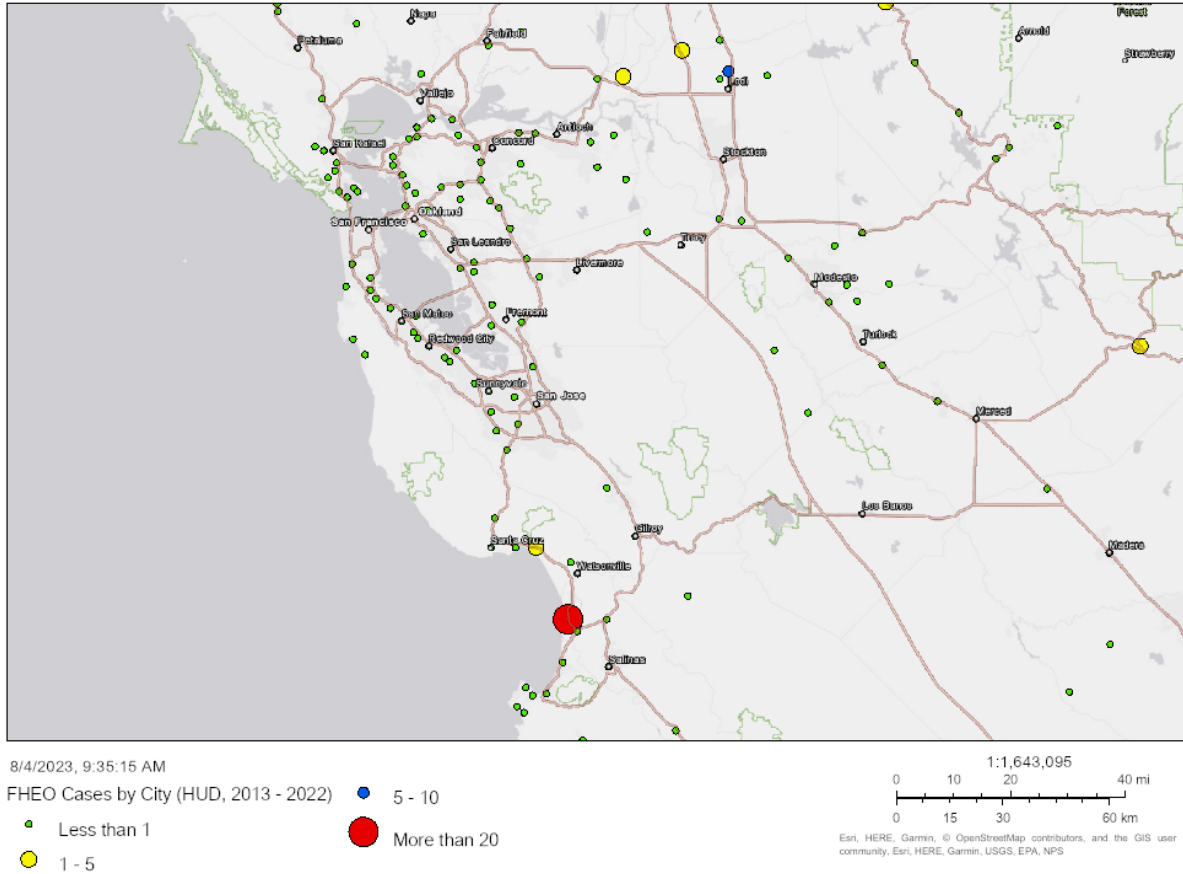 Napa
Forest
Petaluma
Fairfield
Arnold
Strawberry
Vallejo
Lodi
San Rafael
Concord
Antioch
Stockton
San Francisco
Oakland
San Leandro
Tracy
Livermore
Modesto
San Mateo
Fremont
Redwood City
Turlock
Sunnyvale
San Jose
Merced
Los Banos
Santa Cruz
Gilroy
Madera
Watsonville
Salinas
8/4/2023, 9:35:15 AM
FHEO Cases by City (HUD, 2013 - 2022)
Less than 1
1 - 5
5 - 10
More than 20
1:1,643,095
0 10 20 40 mi
0 15 30 60 km
Esri, HERE, Garmin, © OpenStreetMap contributors, and the GIS user
community, Esri, HERE, Garmin, USGS, EPA, NPS